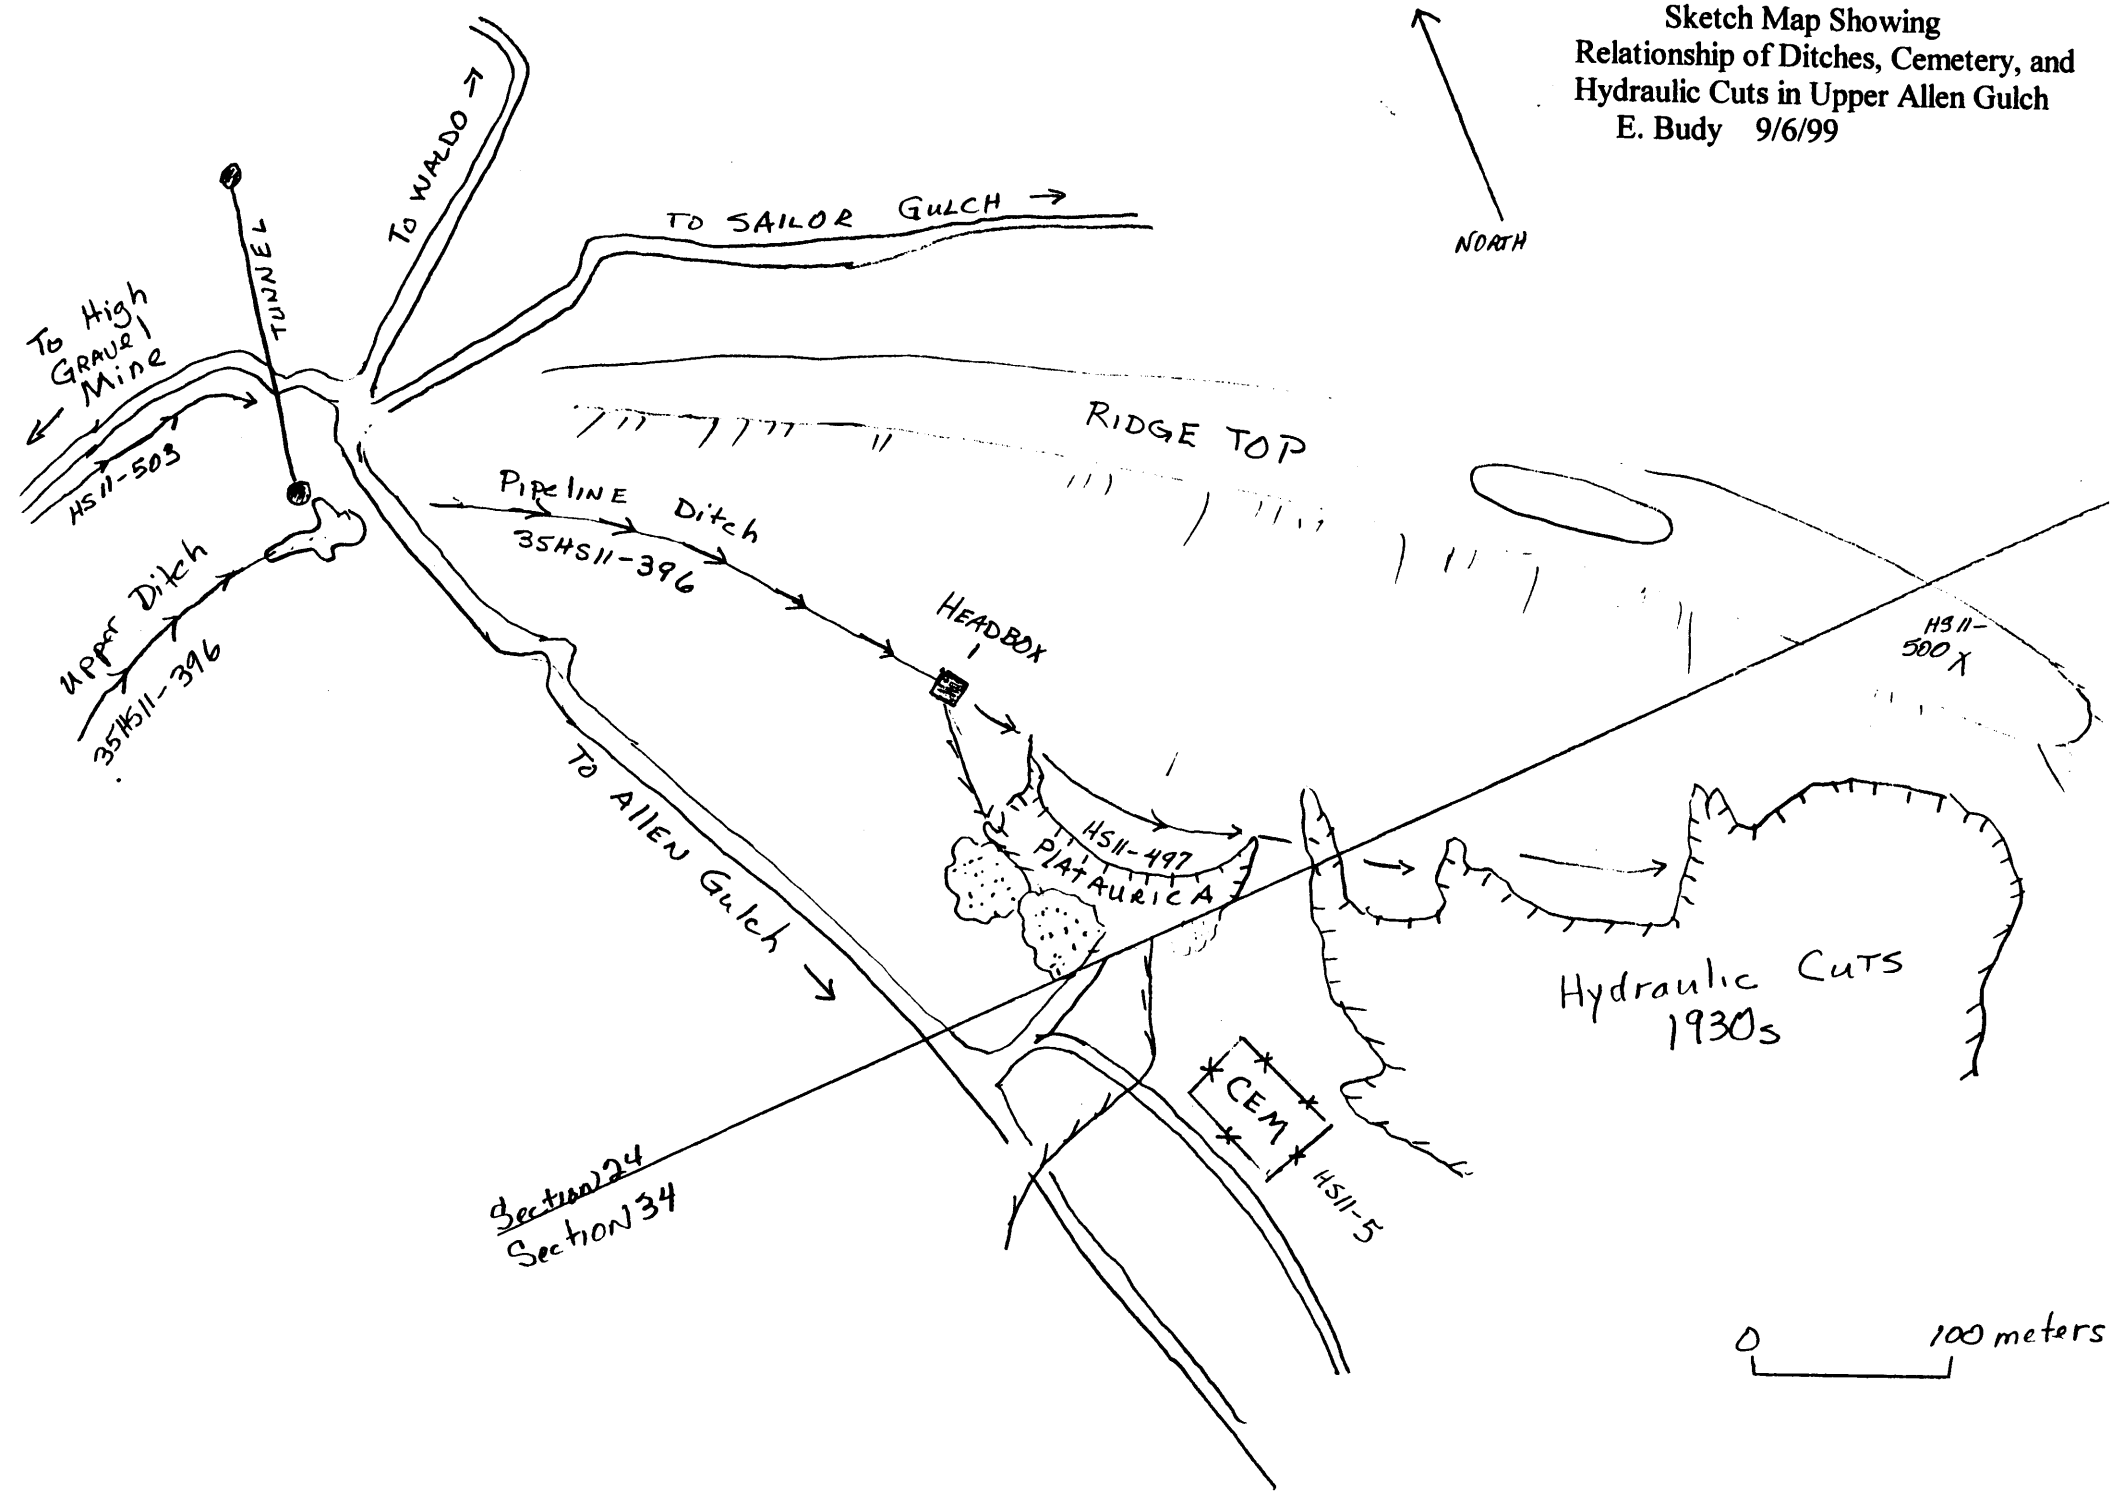 Sketch Map Showing
Relationship of Ditches, Cemetery, and
Hydraulic Cuts in Upper Allen Gulch
E. Budy 9/6/99
NORTH
To WALDO
TO SAILOR GULCH
TUNNEL
To High
GRAVEl
Mine
HS11-503
Upper Ditch
35HS11-396
PipeliNE Ditch
35HS11-396
RIDGE TOP
HEADBOX
HS11-
500 X
HS11-497
PlAtAURICA
TO AllEN Gulch
Hydraulic CUTS
1930s
CEM
HS11-5
Section 24
Section 34
0 100 meters